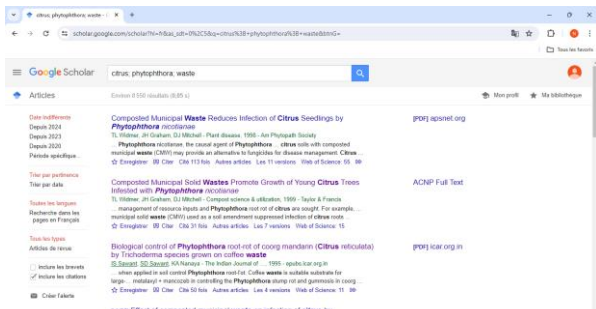 citrus; phytophthora; waste - G
scholar.google.com/scholar?hl=fr&as_sdt=0%2C5&q=citrus%3B+phytophthora%3B+waste&btnG=
Tous les favoris
Google Scholar
citrus; phytophthora; waste
Articles
Environ 8 550 résultats (0,05 s)
Mon profil
Ma bibliothèque
Date indifférente
Depuis 2024
Depuis 2023
Depuis 2020
Période spécifique...
Trier par pertinence
Trier par date
Toutes les langues
Recherche dans les
pages en Français
Tous les types
Articles de revue
inclure les brevets
inclure les citations
Créer l'alerte
Composted Municipal Waste Reduces Infection of Citrus Seedlings by
Phytophthora nicotianae
TL Widmer, JH Graham, DJ Mitchell - Plant disease, 1998 - Am Phytopath Society
... Phytophthora nicotianae, the causal agent of Phytophthora ... citrus soils with composted
municipal waste (CMW) may provide an alternative to fungicides for disease management. Citrus ...
Enregistrer Citer Cité 113 fois Autres articles Les 11 versions Web of Science: 55
[PDF] apsnet.org
Composted Municipal Solid Wastes Promote Growth of Young Citrus Trees
Infested with Phytophthora nicotianae
TL Widmer, JH Graham, DJ Mitchell - Compost science & utilization, 1999 - Taylor & Francis
... management of resource inputs and Phytophthora root rot of citrus are sought. For example, ...
municipal solid waste (CMW) used as a soil amendment suppressed infection of citrus roots ...
Enregistrer Citer Cité 31 fois Autres articles Les 7 versions Web of Science: 15
ACNP Full Text
Biological control of Phytophthora root-rot of coorg mandarin (Citrus reticulata)
by Trichoderma species grown on coffee waste
IS Sawant, SD Sawant, KA Nanaya - The Indian Journal of ..., 1995 - epubs.icar.org.in
... when applied in soil control Phytophthora root-rot. Coffee waste is suitable substrate for
large- ... metalaxyl + mancozeb in controlling the Phytophthora stump rot and gummosis in coorg ...
Enregistrer Citer Cité 50 fois Autres articles Les 4 versions Web of Science: 11
[PDF] icar.org.in